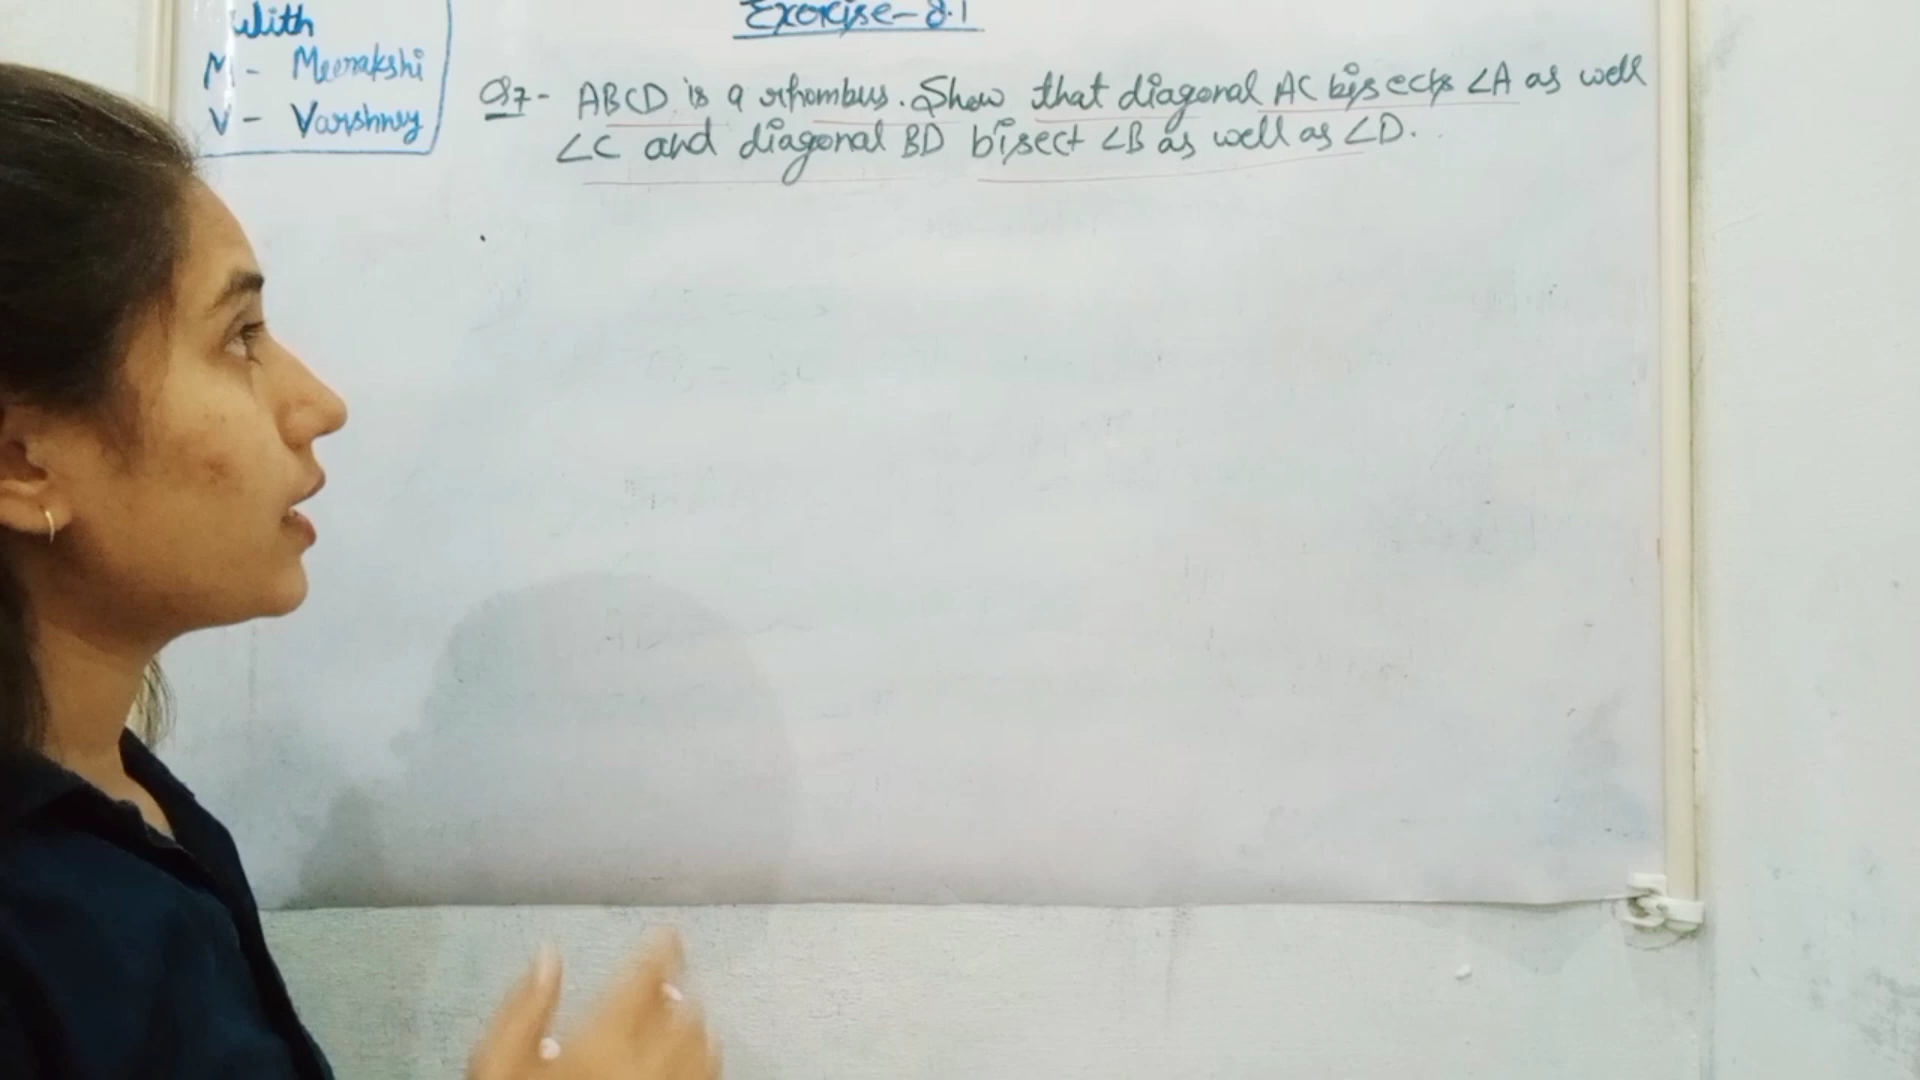 With
M - Meenakshi
V - Varshney
Exercise-8.1
Q7- ABCD is a rhombus. Show that diagonal AC bisects ∠A as well
∠C and diagonal BD bisect ∠B as well as ∠D.